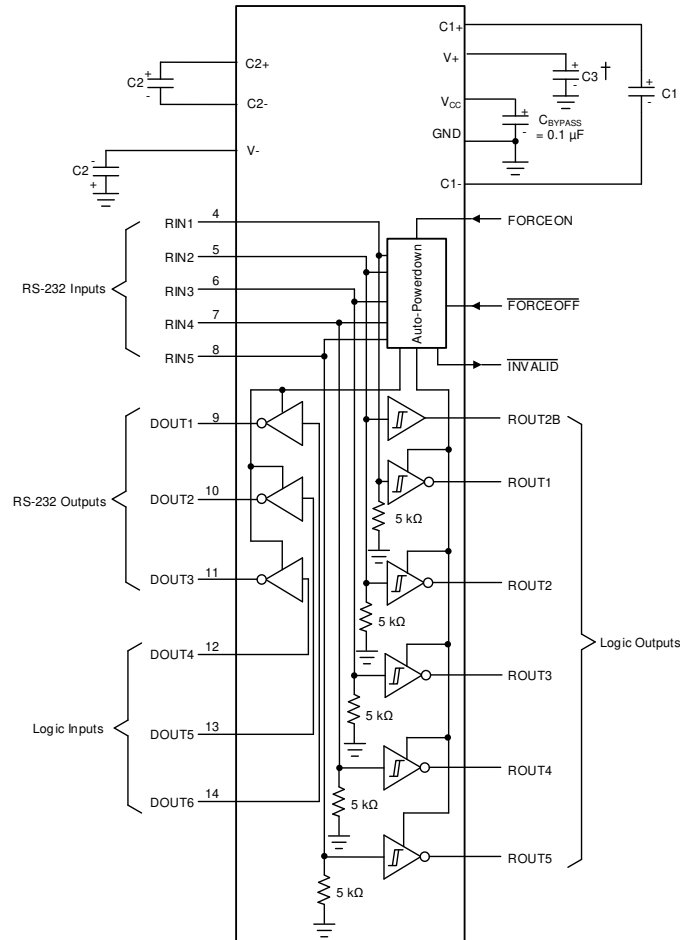 C1+
V+
C2+
C2
+
-
C2-
C3 †
+
-
C1
+
-
VCC
CBYPASS
= 0.1 µF
+
-
GND
V-
C2
-
+
C1-
RS-232 Inputs
RIN1 4
RIN2 5
RIN3 6
RIN4 7
RIN5 8
Auto-Powerdown
FORCEON
FORCEOFF
INVALID
RS-232 Outputs
DOUT1 9
DOUT2 10
DOUT3 11
Logic Inputs
DOUT4 12
DOUT5 13
DOUT6 14
ROUT2B
ROUT1
5 kΩ
ROUT2
5 kΩ
Logic Outputs
ROUT3
5 kΩ
ROUT4
5 kΩ
ROUT5
5 kΩ